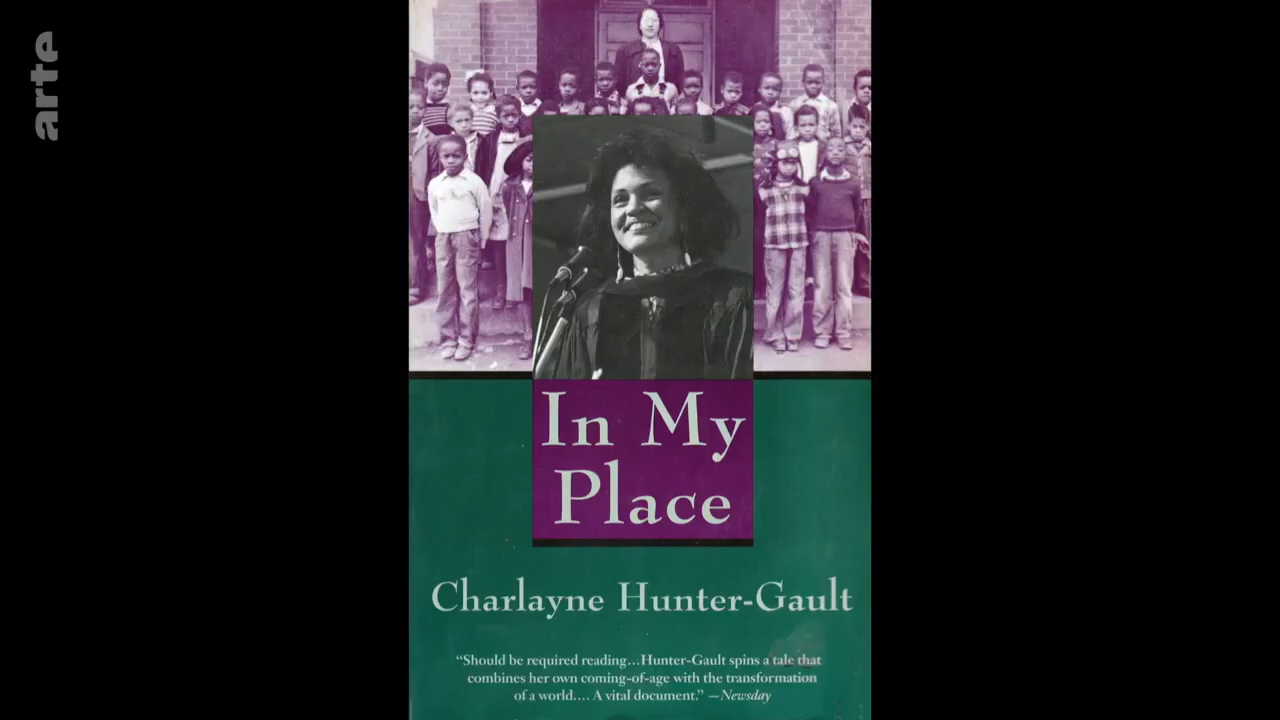 arte
In My
Place
Charlayne Hunter-Gault
“Should be required reading…Hunter-Gault spins a tale that
combines her own coming-of-age with the transformation
of a world.… A vital document.” —Newsday